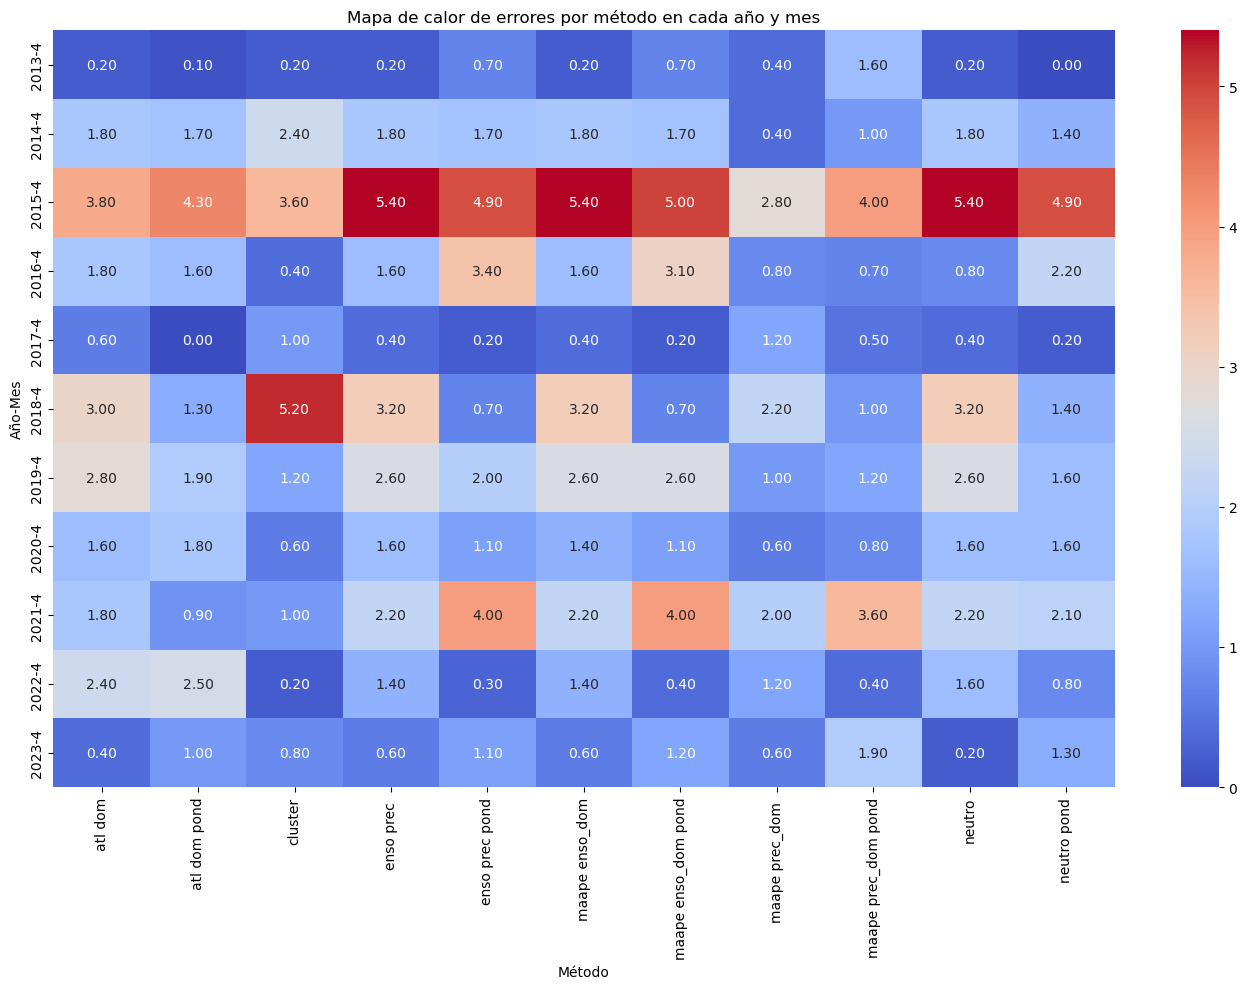 Mapa de calor de errores por método en cada año y mes
2013-4 0.20 0.10 0.20 0.20 0.70 0.20 0.70 0.40 1.60 0.20 0.00
2014-4 1.80 1.70 2.40 1.80 1.70 1.80 1.70 0.40 1.00 1.80 1.40
2015-4 3.80 4.30 3.60 5.40 4.90 5.40 5.00 2.80 4.00 5.40 4.90
2016-4 1.80 1.60 0.40 1.60 3.40 1.60 3.10 0.80 0.70 0.80 2.20
2017-4 0.60 0.00 1.00 0.40 0.20 0.40 0.20 1.20 0.50 0.40 0.20
2018-4 3.00 1.30 5.20 3.20 0.70 3.20 0.70 2.20 1.00 3.20 1.40
2019-4 2.80 1.90 1.20 2.60 2.00 2.60 2.60 1.00 1.20 2.60 1.60
2020-4 1.60 1.80 0.60 1.60 1.10 1.40 1.10 0.60 0.80 1.60 1.60
2021-4 1.80 0.90 1.00 2.20 4.00 2.20 4.00 2.00 3.60 2.20 2.10
2022-4 2.40 2.50 0.20 1.40 0.30 1.40 0.40 1.20 0.40 1.60 0.80
2023-4 0.40 1.00 0.80 0.60 1.10 0.60 1.20 0.60 1.90 0.20 1.30
Año-Mes
atl dom
atl dom pond
cluster
enso prec
enso prec pond
maape enso_dom
maape enso_dom pond
maape prec_dom
maape prec_dom pond
neutro
neutro pond
Método
5
4
3
2
1
0